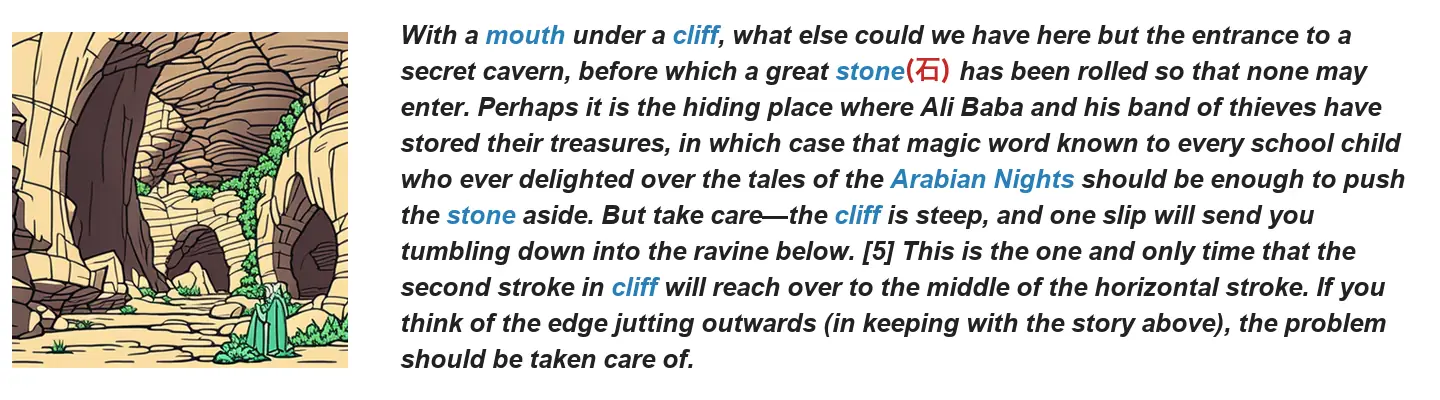 With a mouth under a cliff, what else could we have here but the entrance to a
secret cavern, before which a great stone(石) has been rolled so that none may
enter. Perhaps it is the hiding place where Ali Baba and his band of thieves have
stored their treasures, in which case that magic word known to every school child
who ever delighted over the tales of the Arabian Nights should be enough to push
the stone aside. But take care—the cliff is steep, and one slip will send you
tumbling down into the ravine below. [5] This is the one and only time that the
second stroke in cliff will reach over to the middle of the horizontal stroke. If you
think of the edge jutting outwards (in keeping with the story above), the problem
should be taken care of.